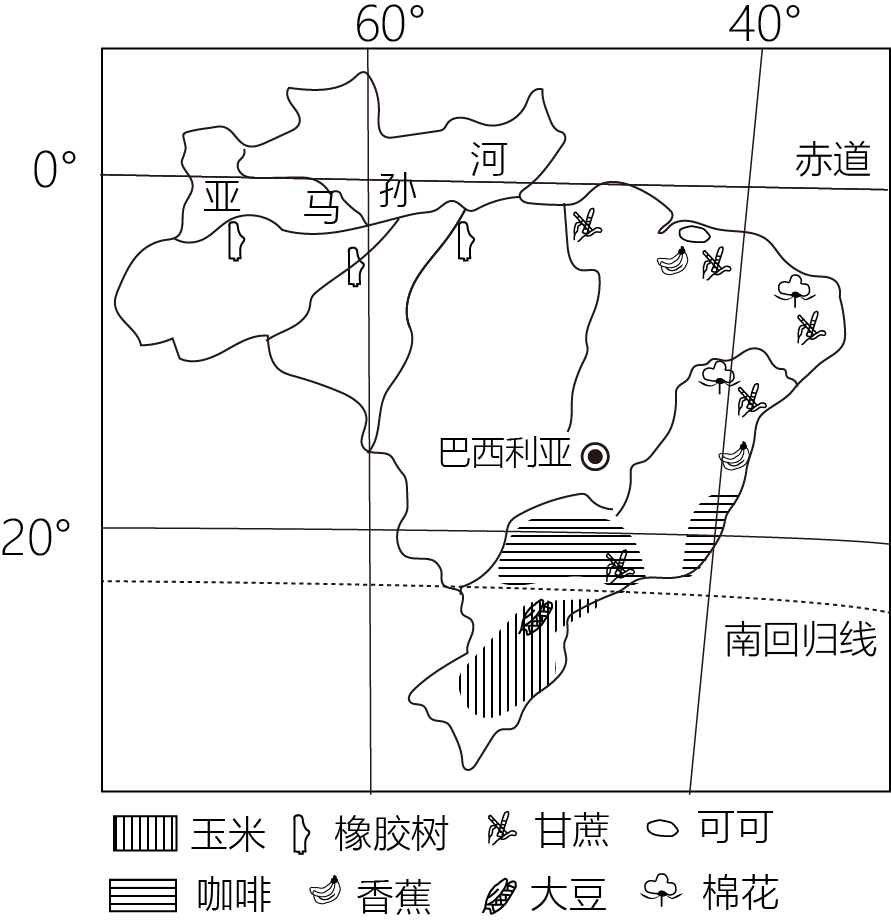 60° 40°
0° 赤道
亚马孙河
巴西利亚
20°
南回归线
玉米 橡胶树 甘蔗 可可
咖啡 香蕉 大豆 棉花